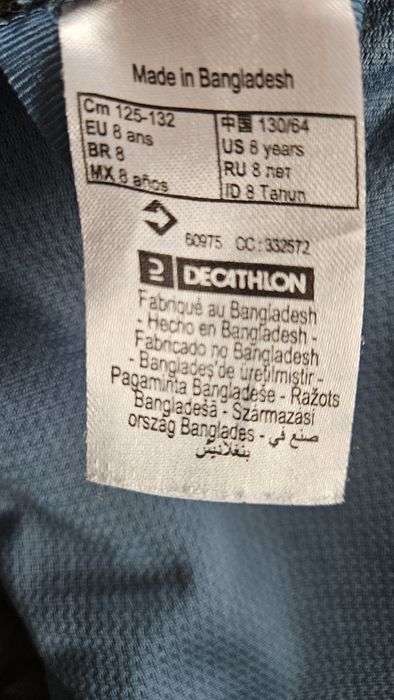 Made in Bangladesh
Cm 125-132
EU 8 ans
BR 8
MX 8 años
中国 130/64
US 8 years
RU 8 лет
ID 8 Tahun
60975 CC:332572
DECATHLON
Fabriqué au Bangladesh
- Hecho en Bangladesh -
Fabricado no Bangladesh
- Bangladeş'de üretilmiştir -
Pagaminta Bangladeše - Ražots
Bangladešā - Származási
ország Banglades - صنع في
بنغلاديش